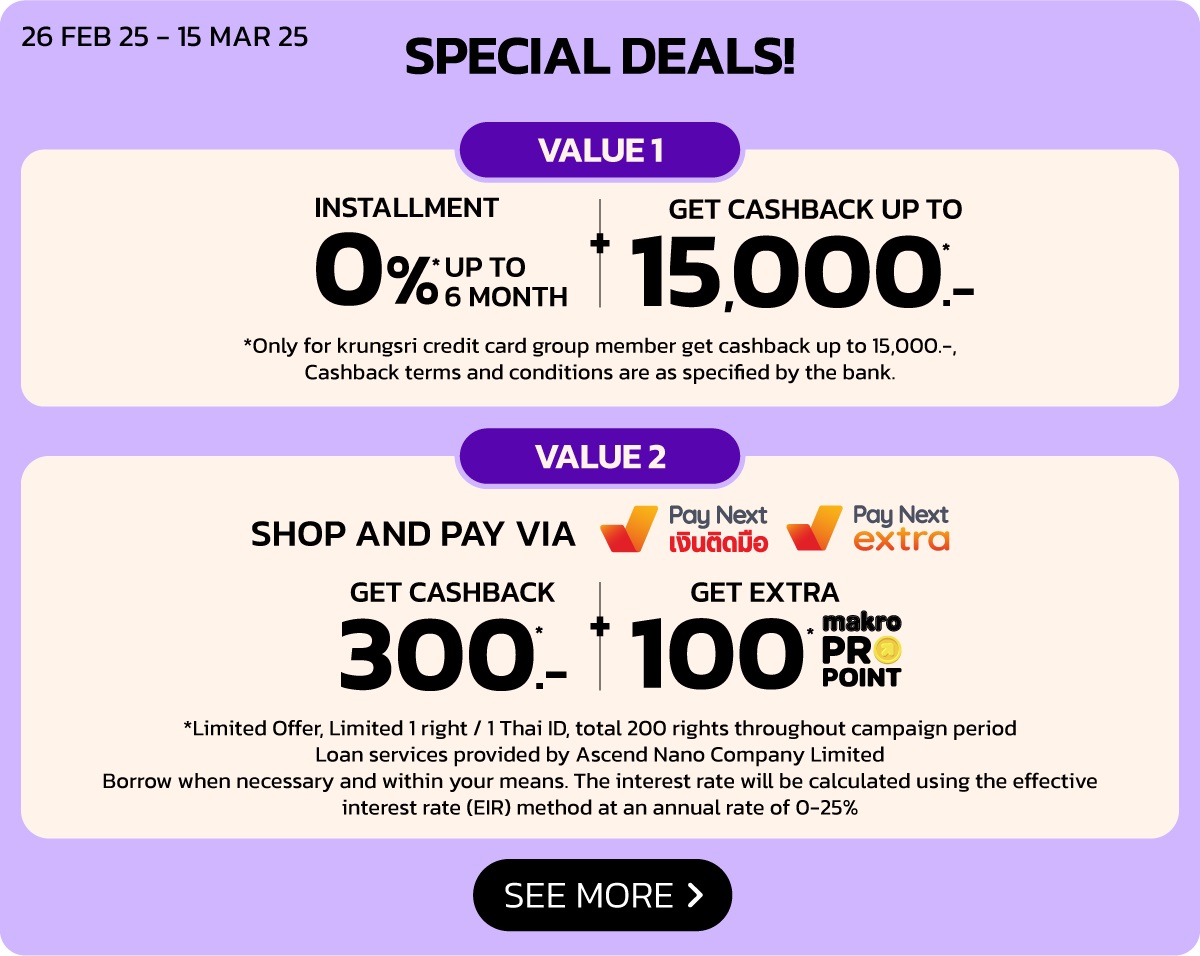 26 FEB 25 - 15 MAR 25
SPECIAL DEALS!
VALUE 1
INSTALLMENT
0%* UP TO
6 MONTH
+
GET CASHBACK UP TO
15,000.-*
*Only for krungsri credit card group member get cashback up to 15,000.-,
Cashback terms and conditions are as specified by the bank.
VALUE 2
SHOP AND PAY VIA
Pay Next
เงินติดมือ
Pay Next
extra
GET CASHBACK
300.-*
+
GET EXTRA
100*
makro
PRO
POINT
*Limited Offer, Limited 1 right / 1 Thai ID, total 200 rights throughout campaign period
Loan services provided by Ascend Nano Company Limited
Borrow when necessary and within your means. The interest rate will be calculated using the effective
interest rate (EIR) method at an annual rate of 0-25%
SEE MORE >